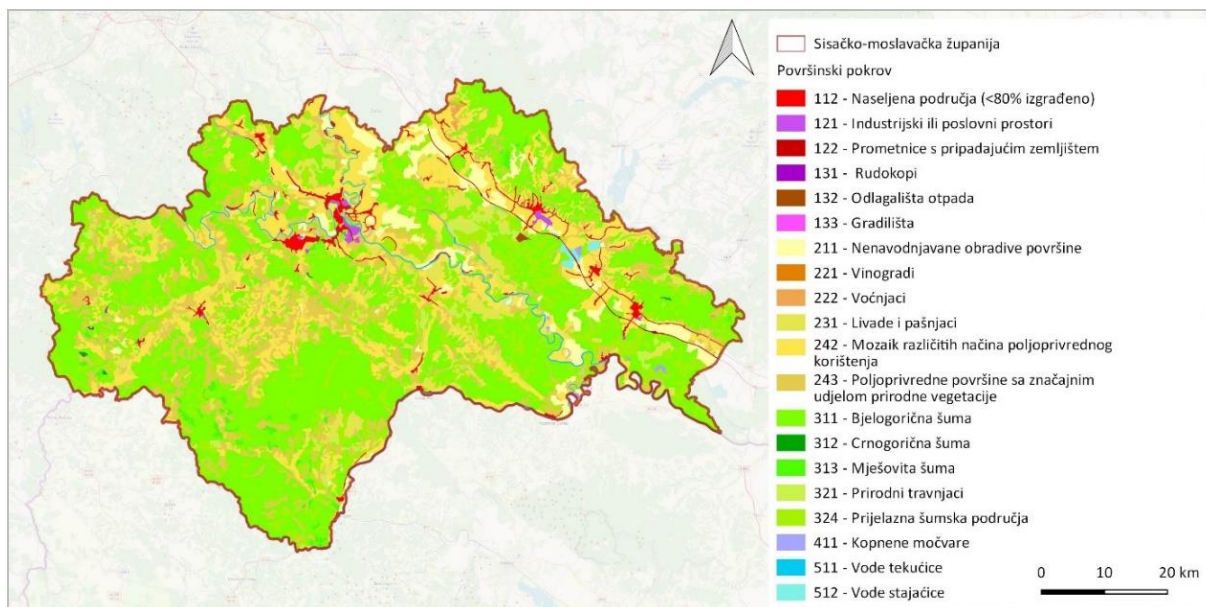 Sisačko-moslavačka županija
Površinski pokrov
112 - Naseljena područja (<80% izgrađeno)
121 - Industrijski ili poslovni prostori
122 - Prometnice s pripadajućim zemljištem
131 - Rudokopi
132 - Odlagališta otpada
133 - Gradilišta
211 - Nenavodnjavane obradive površine
221 - Vinogradi
222 - Voćnjaci
231 - Livade i pašnjaci
242 - Mozaik različitih načina poljoprivrednog
korištenja
243 - Poljoprivredne površine sa značajnim
udjelom prirodne vegetacije
311 - Bjelogorična šuma
312 - Crnogorična šuma
313 - Mješovita šuma
321 - Prirodni travnjaci
324 - Prijelazna šumska područja
411 - Kopnene močvare
511 - Vode tekućice
512 - Vode stajaćice
0 10 20 km